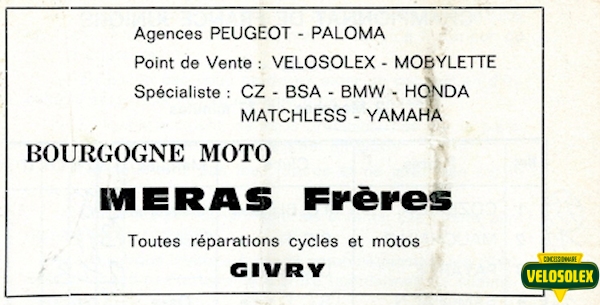 Agences PEUGEOT - PALOMA
Point de Vente : VELOSOLEX - MOBYLETTE
Spécialiste : CZ - BSA - BMW - HONDA
MATCHLESS - YAMAHA
BOURGOGNE MOTO
MERAS Frères
Toutes réparations cycles et motos
GIVRY
CONCESSIONNAIRE
VELOSOLEX